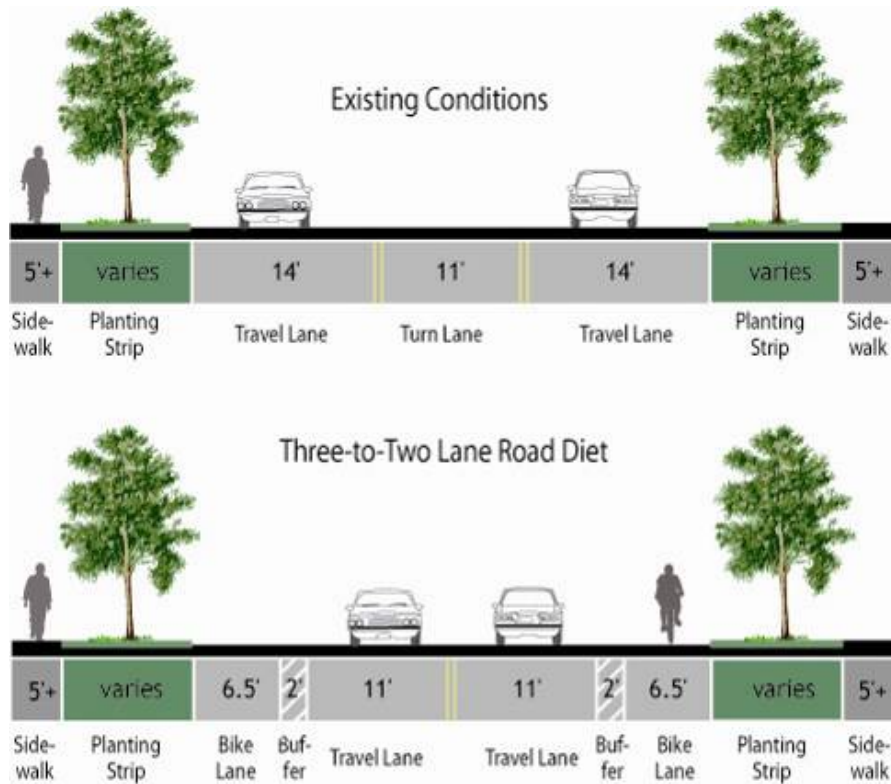 Existing Conditions
5'+ varies 14' 11' 14' varies 5'+
Side-
walk
Planting
Strip
Travel Lane
Turn Lane
Travel Lane
Planting
Strip
Side-
walk
Three-to-Two Lane Road Diet
5'+ varies 6.5' 2' 11' 11' 2' 6.5' varies 5'+
Side-
walk
Planting
Strip
Bike
Lane
Buf-
fer
Travel Lane
Travel Lane
Buf-
fer
Bike
Lane
Planting
Strip
Side-
walk